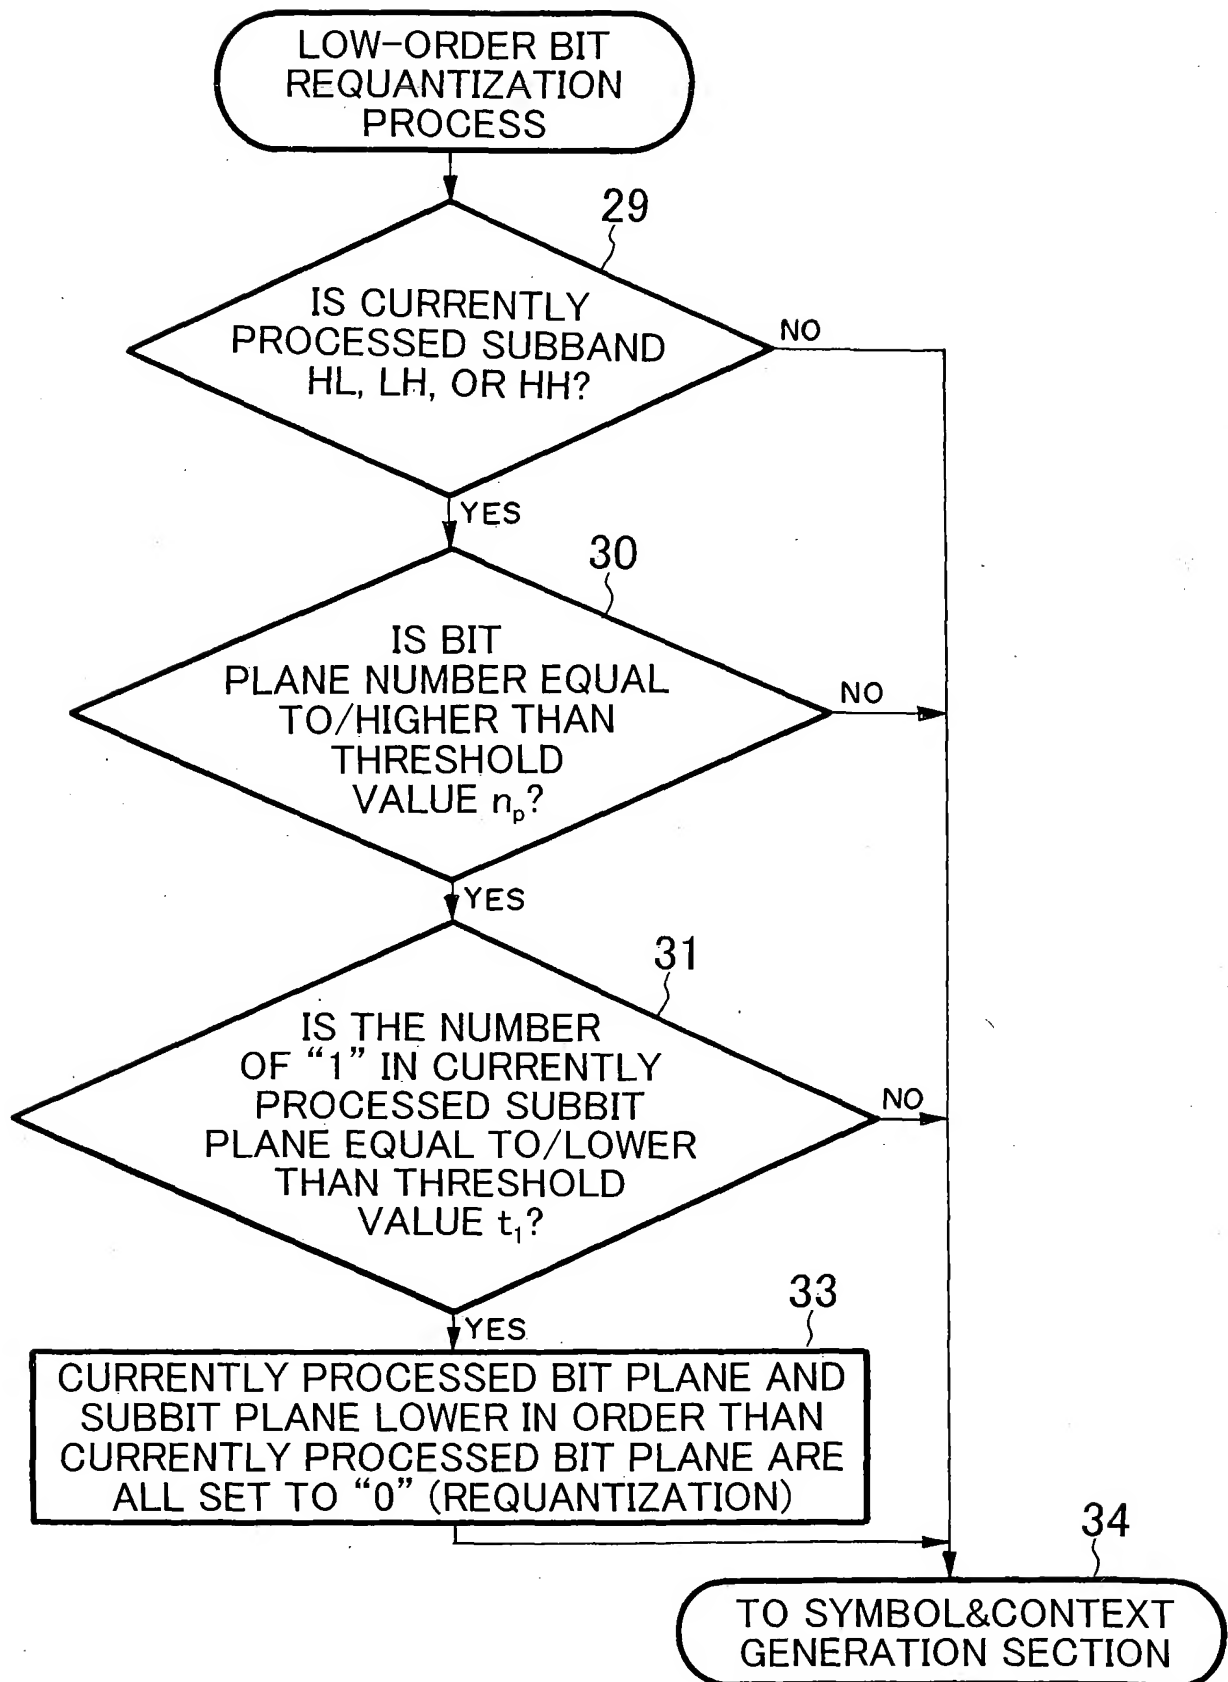 LOW-ORDER BIT
REQUANTIZATION
PROCESS
29
IS CURRENTLY
PROCESSED SUBBAND
HL, LH, OR HH?
NO
YES
30
IS BIT
PLANE NUMBER EQUAL
TO/HIGHER THAN
THRESHOLD
VALUE np?
NO
YES
31
IS THE NUMBER
OF “1” IN CURRENTLY
PROCESSED SUBBIT
PLANE EQUAL TO/LOWER
THAN THRESHOLD
VALUE t1?
NO
YES
33
CURRENTLY PROCESSED BIT PLANE AND
SUBBIT PLANE LOWER IN ORDER THAN
CURRENTLY PROCESSED BIT PLANE ARE
ALL SET TO “0” (REQUANTIZATION)
34
TO SYMBOL&CONTEXT
GENERATION SECTION